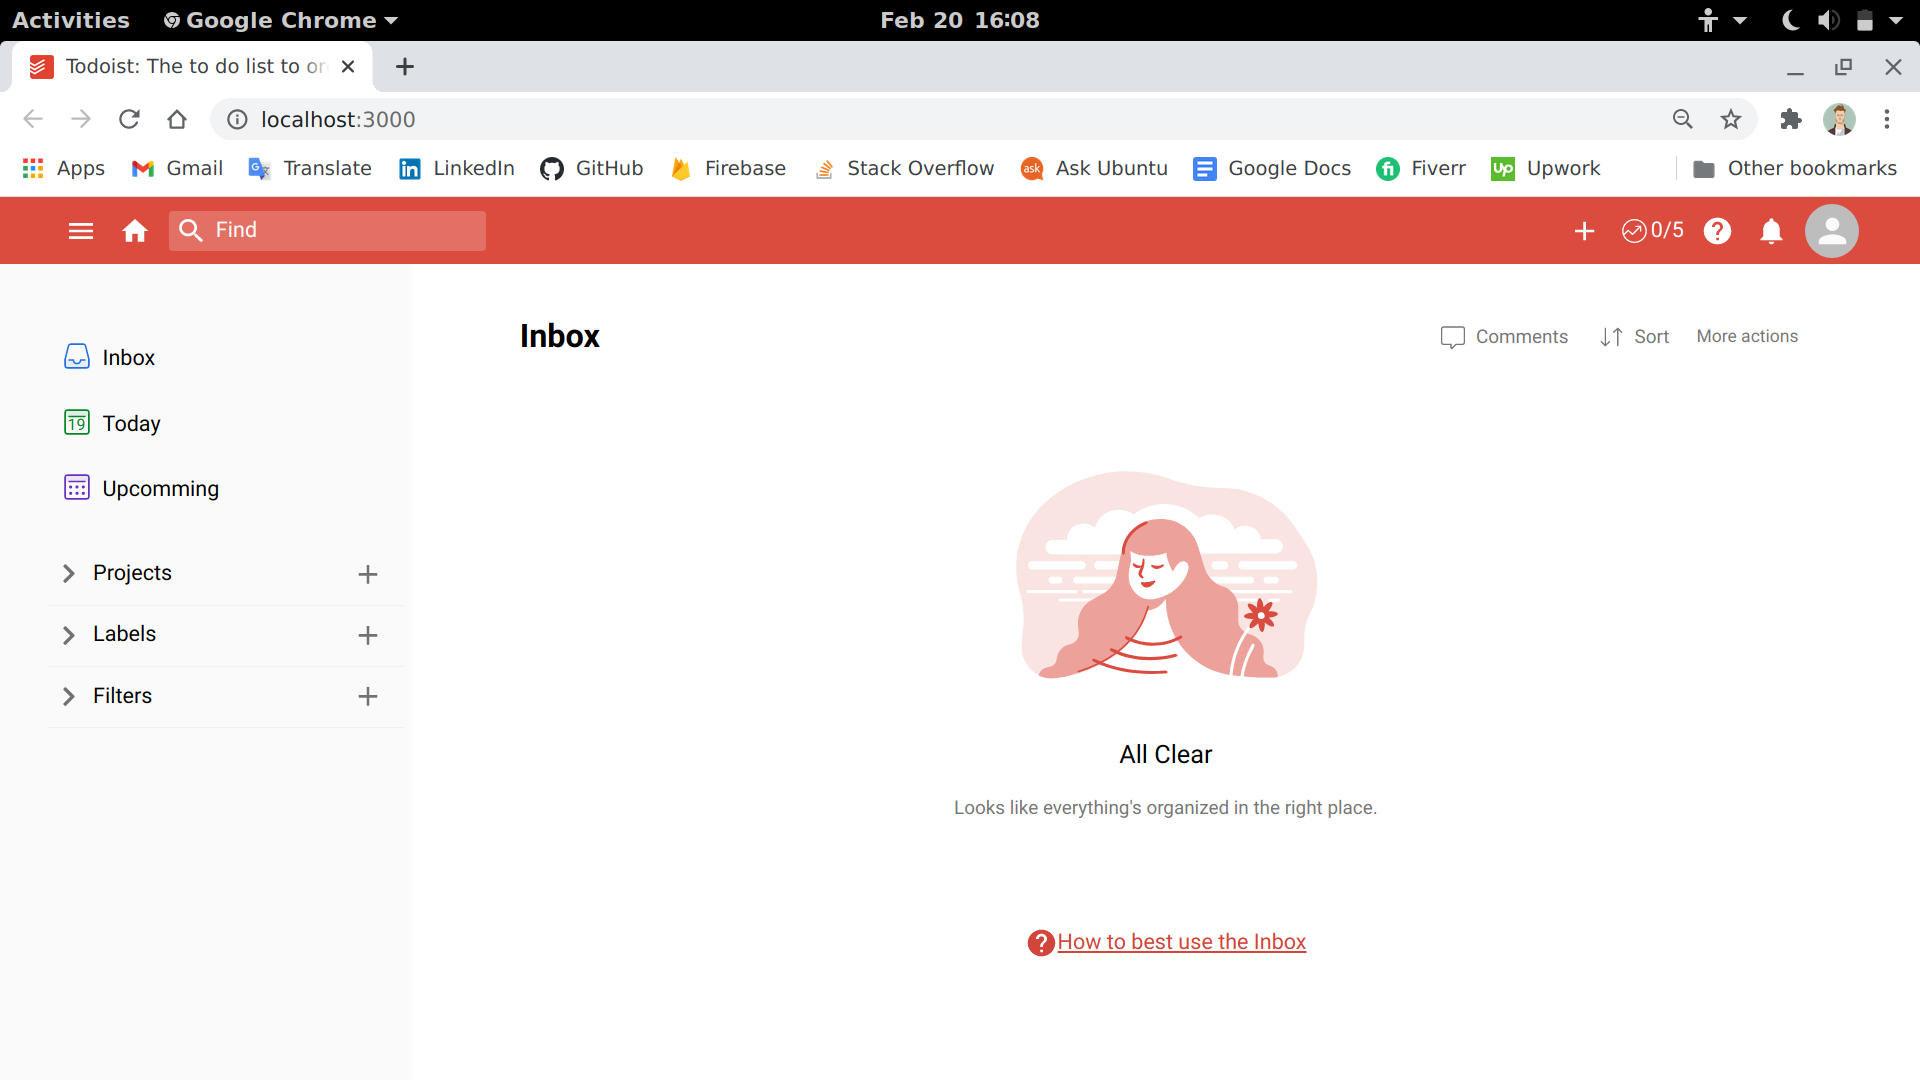 Activities Google Chrome Feb 20 16:08
Todoist: The to do list to or
localhost:3000
Apps Gmail Translate LinkedIn GitHub Firebase Stack Overflow Ask Ubuntu Google Docs Fiverr Upwork Other bookmarks
Find 0/5
Inbox
Today
Upcomming
Projects
Labels
Filters
Inbox
Comments Sort More actions
All Clear
Looks like everything's organized in the right place.
How to best use the Inbox